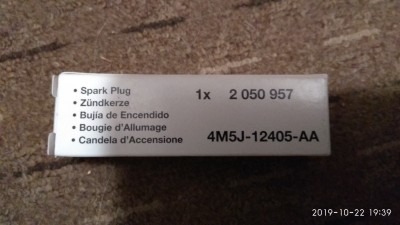 • Spark Plug
• Zündkerze
• Bujía de Encendido
• Bougie d'Allumage
• Candela d'Accensione
1x 2 050 957
4M5J-12405-AA
2019-10-22 19:39